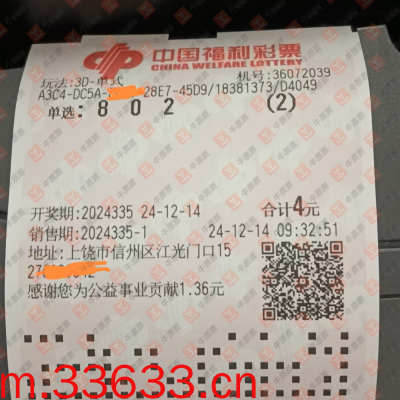 中国福利彩票
CHINA WELFARE LOTTERY
玩法:3D-单式 机号:36072039
A3C4-DC5A- 28E7-45D9/18381373/D4049
单选: 8 0 2 (2)
开奖期:2024335 24-12-14 合计4元
销售期:2024335-1 24-12-14 09:32:51
地址:上饶市信州区江光门口15
感谢您为公益事业贡献1.36元
m.33633.cn